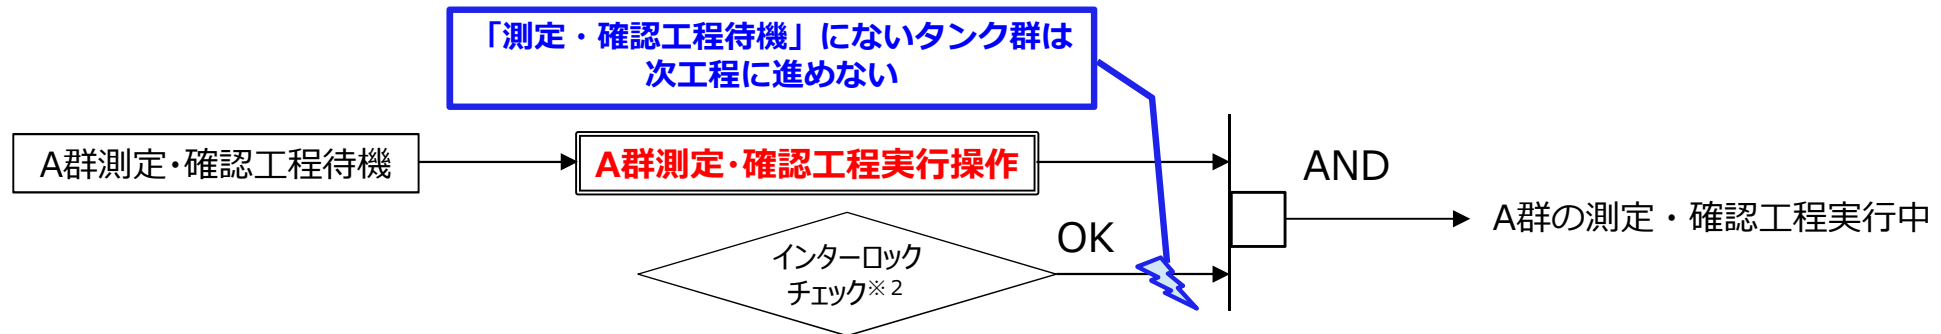 「測定・確認工程待機」にないタンク群は
次工程に進めない
A群測定・確認工程待機
A群測定・確認工程実行操作
AND
A群の測定・確認工程実行中
OK
インターロック
チェック※2